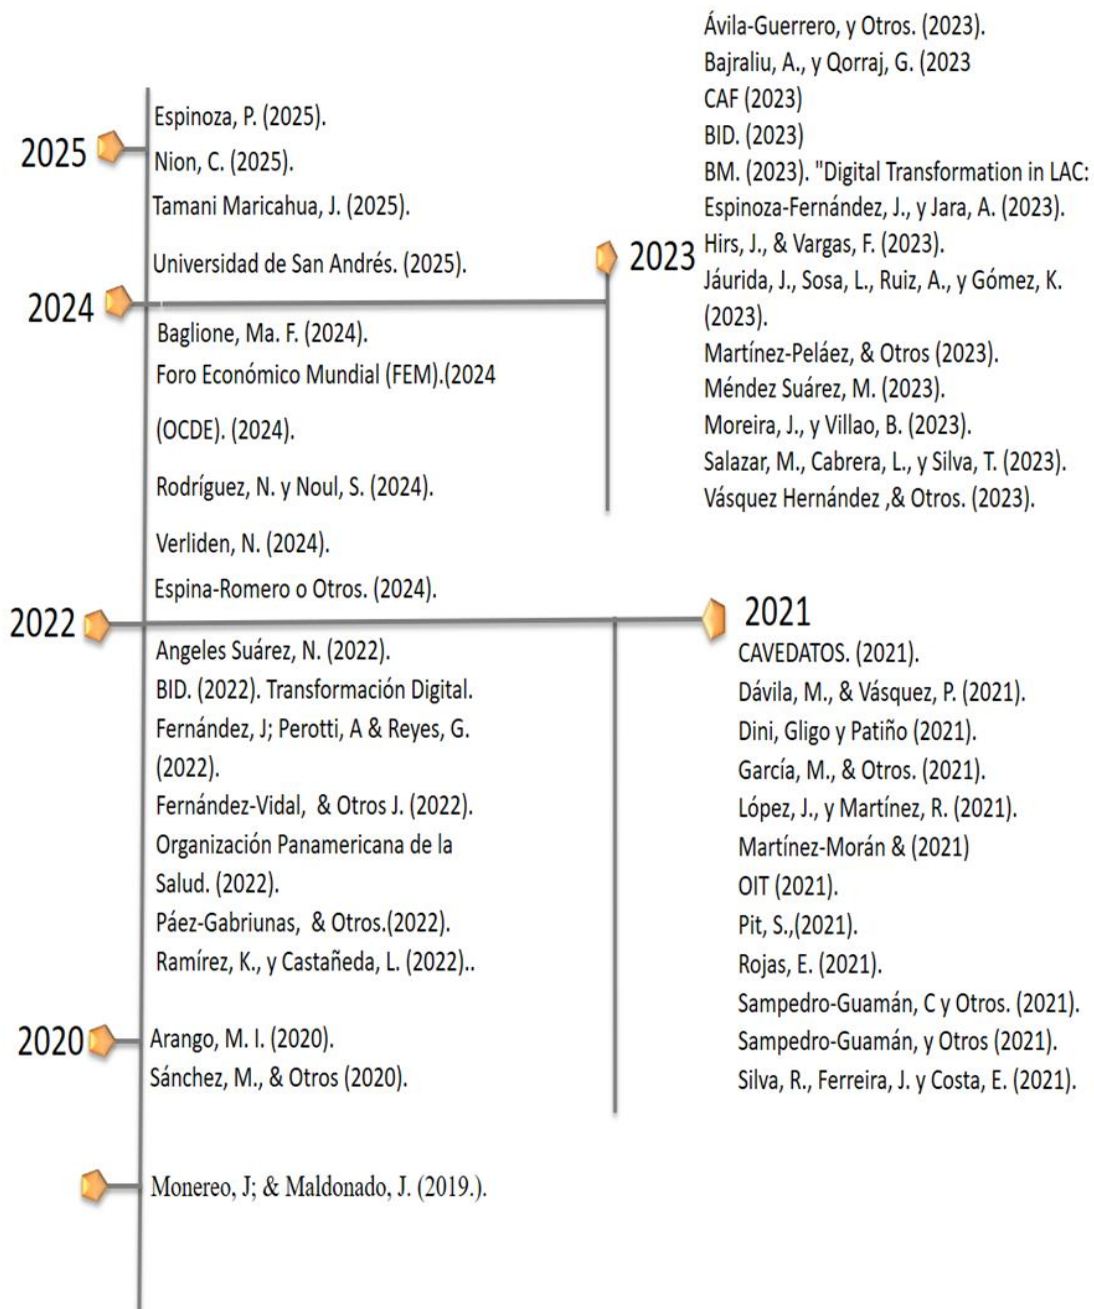 2025
Espinoza, P. (2025).
Nion, C. (2025).
Tamani Maricahua, J. (2025).
Universidad de San Andrés. (2025).
2024
Baglione, Ma. F. (2024).
Foro Económico Mundial (FEM).(2024
(OCDE). (2024).
Rodríguez, N. y Noul, S. (2024).
Verliden, N. (2024).
Espina-Romero o Otros. (2024).
2023
Ávila-Guerrero, y Otros. (2023).
Bajraliu, A., y Qorraj, G. (2023
CAF (2023)
BID. (2023)
BM. (2023). "Digital Transformation in LAC:
Espinoza-Fernández, J., y Jara, A. (2023).
Hirs, J., & Vargas, F. (2023).
Jáurida, J., Sosa, L., Ruiz, A., y Gómez, K.
(2023).
Martínez-Peláez, & Otros (2023).
Méndez Suárez, M. (2023).
Moreira, J., y Villao, B. (2023).
Salazar, M., Cabrera, L., y Silva, T. (2023).
Vásquez Hernández ,& Otros. (2023).
2022
Angeles Suárez, N. (2022).
BID. (2022). Transformación Digital.
Fernández, J; Perotti, A & Reyes, G.
(2022).
Fernández-Vidal, & Otros J. (2022).
Organización Panamericana de la
Salud. (2022).
Páez-Gabriunas, & Otros.(2022).
Ramírez, K., y Castañeda, L. (2022)..
2021
CAVEDATOS. (2021).
Dávila, M., & Vásquez, P. (2021).
Dini, Gligo y Patiño (2021).
García, M., & Otros. (2021).
López, J., y Martínez, R. (2021).
Martínez-Morán & (2021)
OIT (2021).
Pit, S.,(2021).
Rojas, E. (2021).
Sampedro-Guamán, C y Otros. (2021).
Sampedro-Guamán, y Otros (2021).
Silva, R., Ferreira, J. y Costa, E. (2021).
2020
Arango, M. I. (2020).
Sánchez, M., & Otros (2020).
Monereo, J; & Maldonado, J. (2019.).